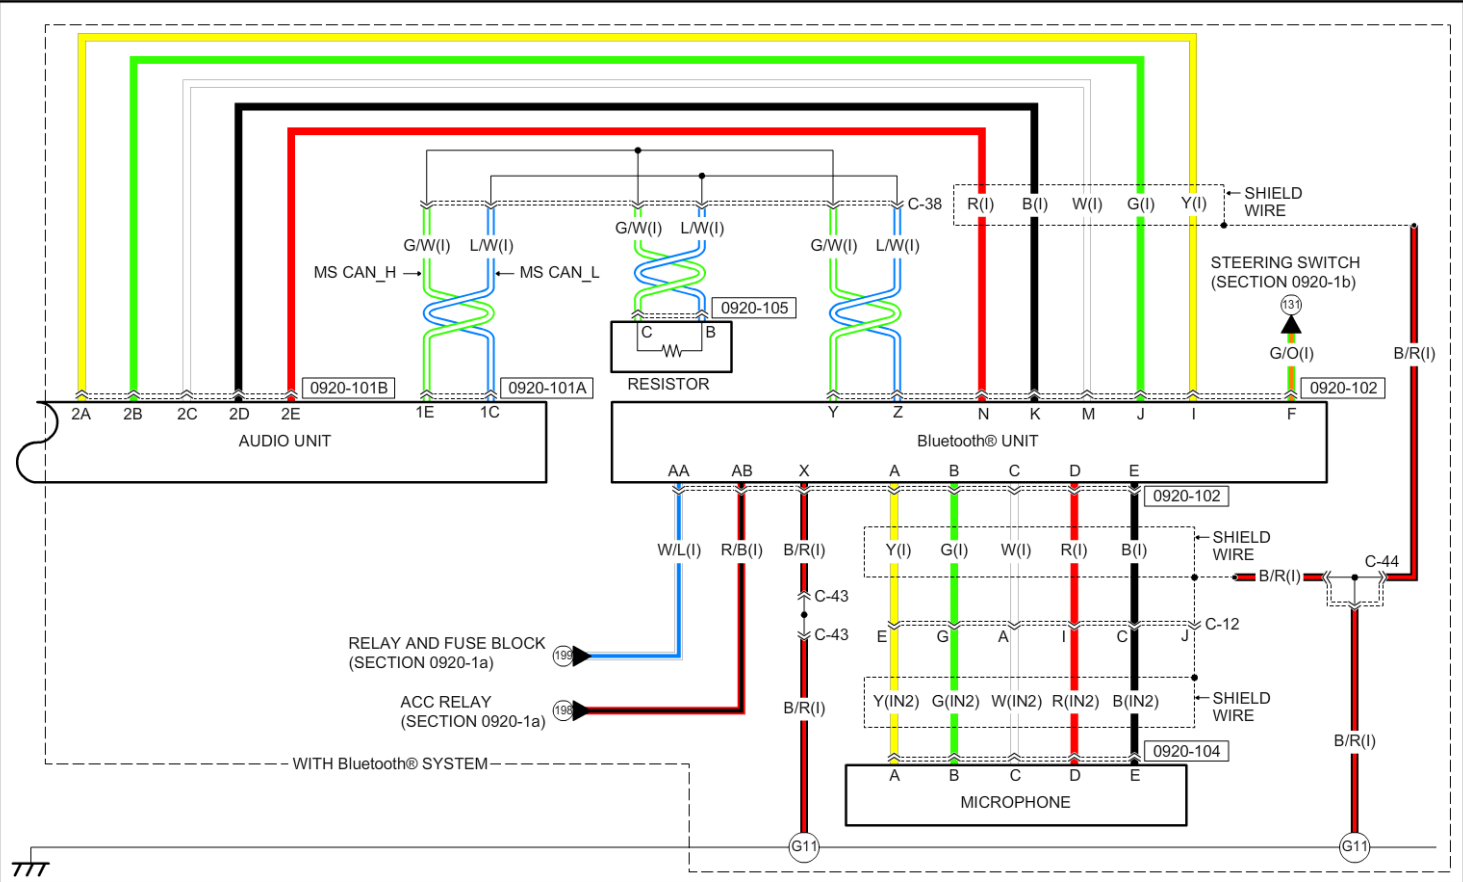 C-38
R(I) B(I) W(I) G(I) Y(I)
SHIELD
WIRE
G/W(I) L/W(I)
G/W(I) L/W(I)
G/W(I) L/W(I)
MS CAN_H
MS CAN_L
STEERING SWITCH
(SECTION 0920-1b)
131
0920-105
C B
RESISTOR
G/O(I)
B/R(I)
0920-101B
0920-101A
0920-102
2A 2B 2C 2D 2E 1E 1C
Y Z N K M J I F
AUDIO UNIT
Bluetooth® UNIT
AA AB X A B C D E
0920-102
W/L(I) R/B(I) B/R(I)
Y(I) G(I) W(I) R(I) B(I)
SHIELD
WIRE
C-44
B/R(I)
C-43
C-43
E G A I C J
C-12
RELAY AND FUSE BLOCK
(SECTION 0920-1a)
199
ACC RELAY
(SECTION 0920-1a)
198
B/R(I)
Y(IN2) G(IN2) W(IN2) R(IN2) B(IN2)
SHIELD
WIRE
B/R(I)
0920-104
WITH Bluetooth® SYSTEM
A B C D E
MICROPHONE
G11
G11